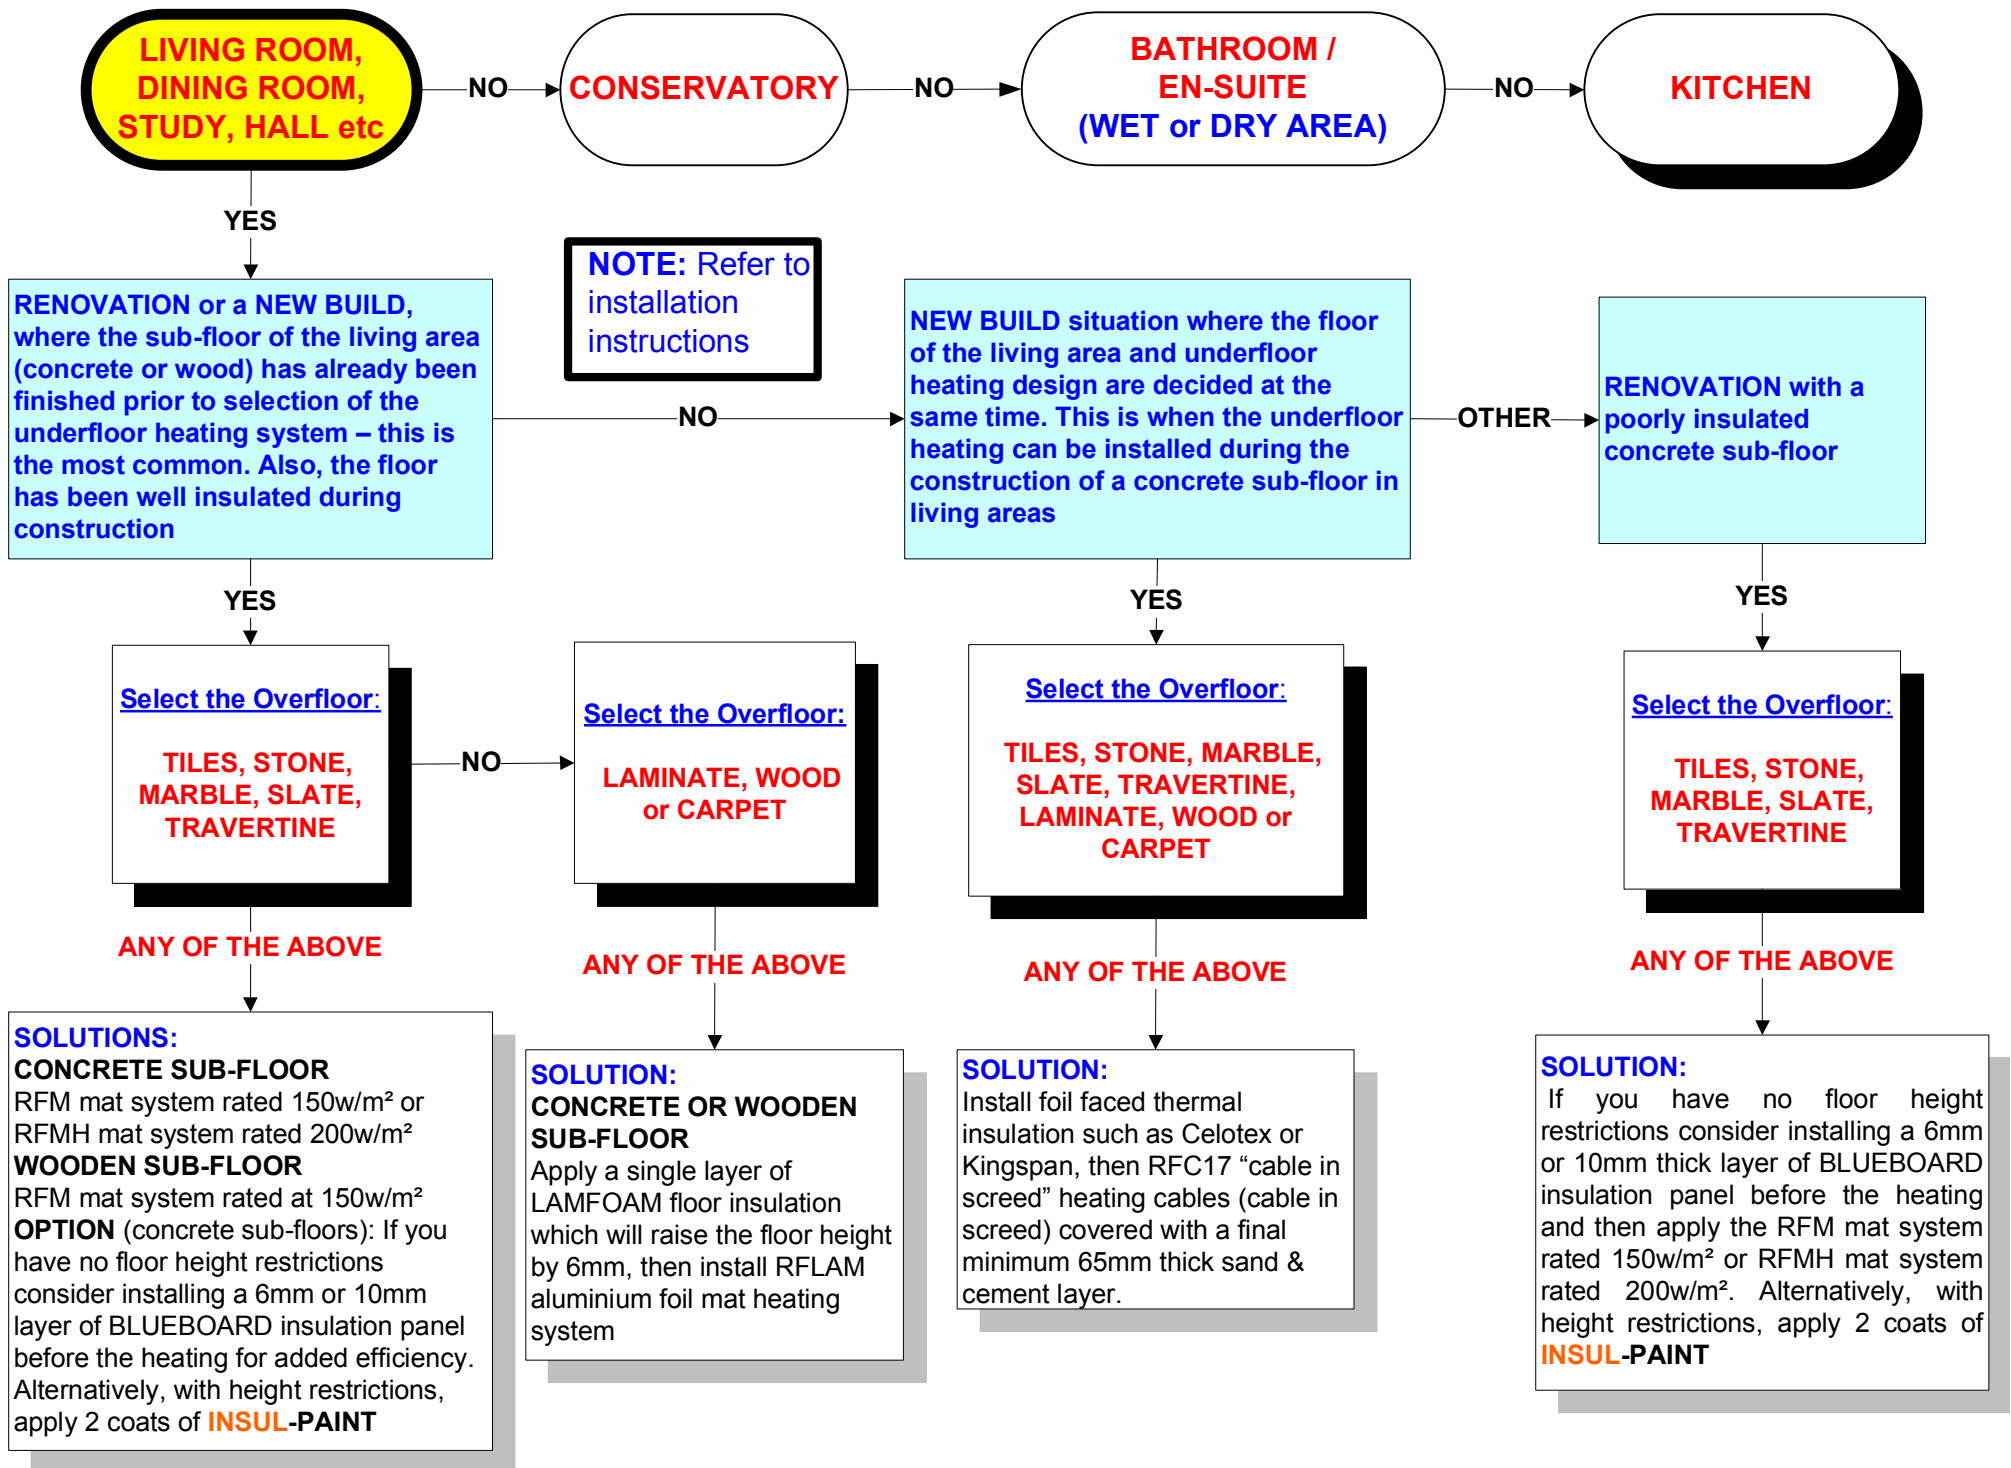 LIVING ROOM,
DINING ROOM,
STUDY, HALL etc
NO
CONSERVATORY
NO
BATHROOM /
EN-SUITE
(WET or DRY AREA)
NO
KITCHEN
YES
NOTE: Refer to
installation
instructions
RENOVATION or a NEW BUILD,
where the sub-floor of the living area
(concrete or wood) has already been
finished prior to selection of the
underfloor heating system – this is
the most common. Also, the floor
has been well insulated during
construction
NO
NEW BUILD situation where the floor
of the living area and underfloor
heating design are decided at the
same time. This is when the underfloor
heating can be installed during the
construction of a concrete sub-floor in
living areas
OTHER
RENOVATION with a
poorly insulated
concrete sub-floor
YES
YES
YES
Select the Overfloor:
TILES, STONE,
MARBLE, SLATE,
TRAVERTINE
NO
Select the Overfloor:
LAMINATE, WOOD
or CARPET
Select the Overfloor:
TILES, STONE, MARBLE,
SLATE, TRAVERTINE,
LAMINATE, WOOD or
CARPET
Select the Overfloor:
TILES, STONE,
MARBLE, SLATE,
TRAVERTINE
ANY OF THE ABOVE
ANY OF THE ABOVE
ANY OF THE ABOVE
ANY OF THE ABOVE
SOLUTIONS:
CONCRETE SUB-FLOOR
RFM mat system rated 150w/m² or
RFMH mat system rated 200w/m²
WOODEN SUB-FLOOR
RFM mat system rated at 150w/m²
OPTION (concrete sub-floors): If you
have no floor height restrictions
consider installing a 6mm or 10mm
layer of BLUEBOARD insulation panel
before the heating for added efficiency.
Alternatively, with height restrictions,
apply 2 coats of INSUL-PAINT
SOLUTION:
CONCRETE OR WOODEN
SUB-FLOOR
Apply a single layer of
LAMFOAM floor insulation
which will raise the floor height
by 6mm, then install RFLAM
aluminium foil mat heating
system
SOLUTION:
Install foil faced thermal
insulation such as Celotex or
Kingspan, then RFC17 “cable in
screed” heating cables (cable in
screed) covered with a final
minimum 65mm thick sand &
cement layer.
SOLUTION:
If you have no floor height
restrictions consider installing a 6mm
or 10mm thick layer of BLUEBOARD
insulation panel before the heating
and then apply the RFM mat system
rated 150w/m² or RFMH mat system
rated 200w/m². Alternatively, with
height restrictions, apply 2 coats of
INSUL-PAINT